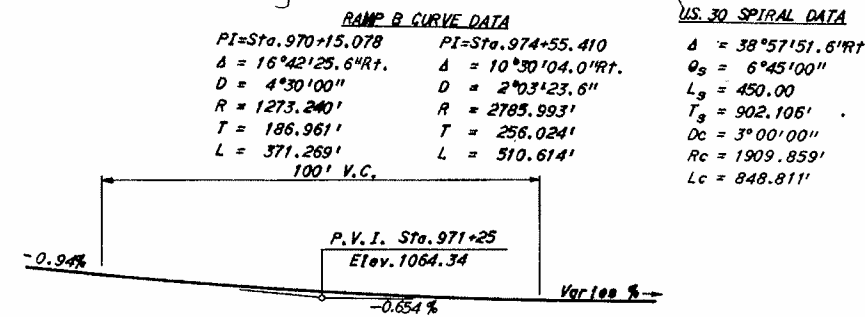 RAMP B CURVE DATA
PI=Sta.970+15.078
Δ = 16°42'25.6"Rt.
D = 4°30'00"
R = 1273.240'
T = 186.961'
L = 371.269'
PI=Sta.974+55.410
Δ = 10°30'04.0"Rt.
D = 2°03'23.6"
R = 2785.993'
T = 256.024'
L = 510.614'
U.S. 30 SPIRAL DATA
Δ = 38°57'51.6"Rt
θs = 6°45'00"
Ls = 450.00
Ts = 902.106'
Dc = 3°00'00"
Rc = 1909.859'
Lc = 848.811'
100' V.C.
P.V.I. Sta.971+25
Elev.1064.34
-0.94%
-0.654%
Varies %